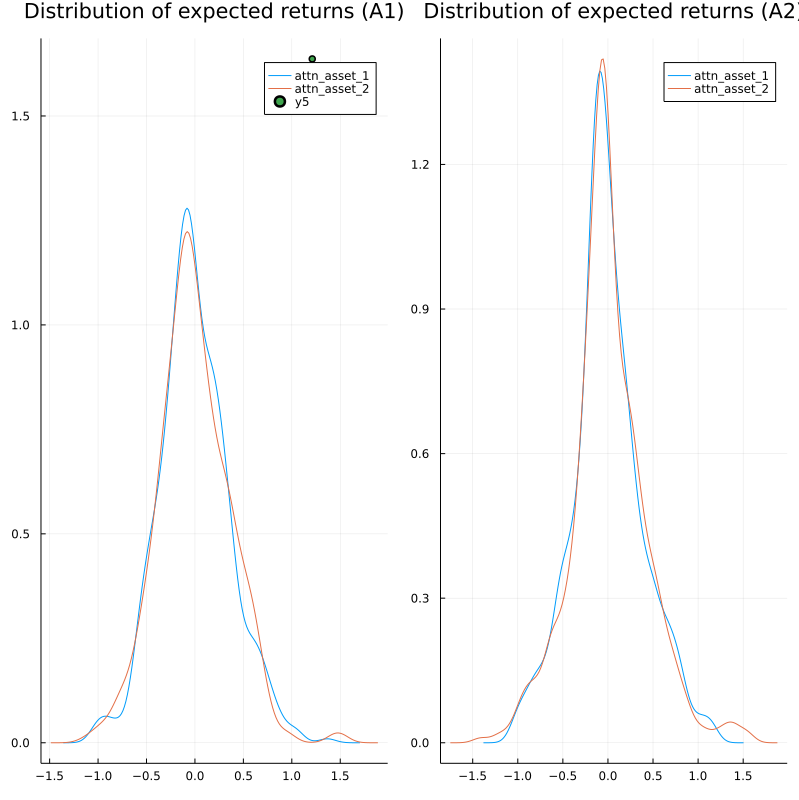 Distribution of expected returns (A1)
Distribution of expected returns (A2)
attn_asset_1
attn_asset_2
y5
attn_asset_1
attn_asset_2
1.5
1.0
0.5
0.0
−1.5 −1.0 −0.5 0.0 0.5 1.0 1.5
1.2
0.9
0.6
0.3
0.0
−1.5 −1.0 −0.5 0.0 0.5 1.0 1.5